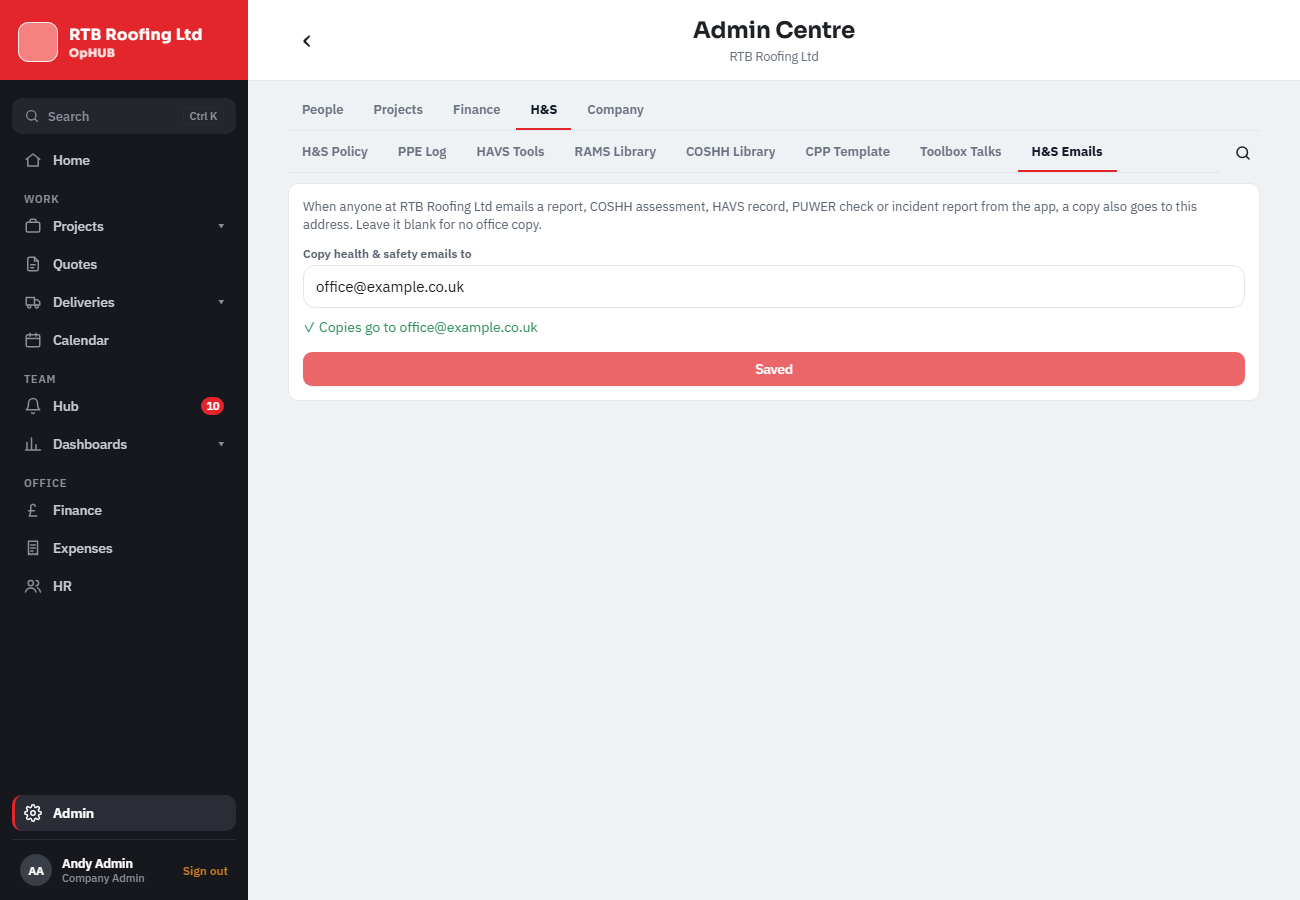 RTB Roofing Ltd
OpHUB
Search
Ctrl K
Home
WORK
Projects
Quotes
Deliveries
Calendar
TEAM
Hub
10
Dashboards
OFFICE
Finance
Expenses
HR
Admin
AA
Andy Admin
Company Admin
Sign out
Admin Centre
RTB Roofing Ltd
People
Projects
Finance
H&S
Company
H&S Policy
PPE Log
HAVS Tools
RAMS Library
COSHH Library
CPP Template
Toolbox Talks
H&S Emails
When anyone at RTB Roofing Ltd emails a report, COSHH assessment, HAVS record, PUWER check or incident report from the app, a copy also goes to this
address. Leave it blank for no office copy.
Copy health & safety emails to
office@example.co.uk
✓ Copies go to office@example.co.uk
Saved